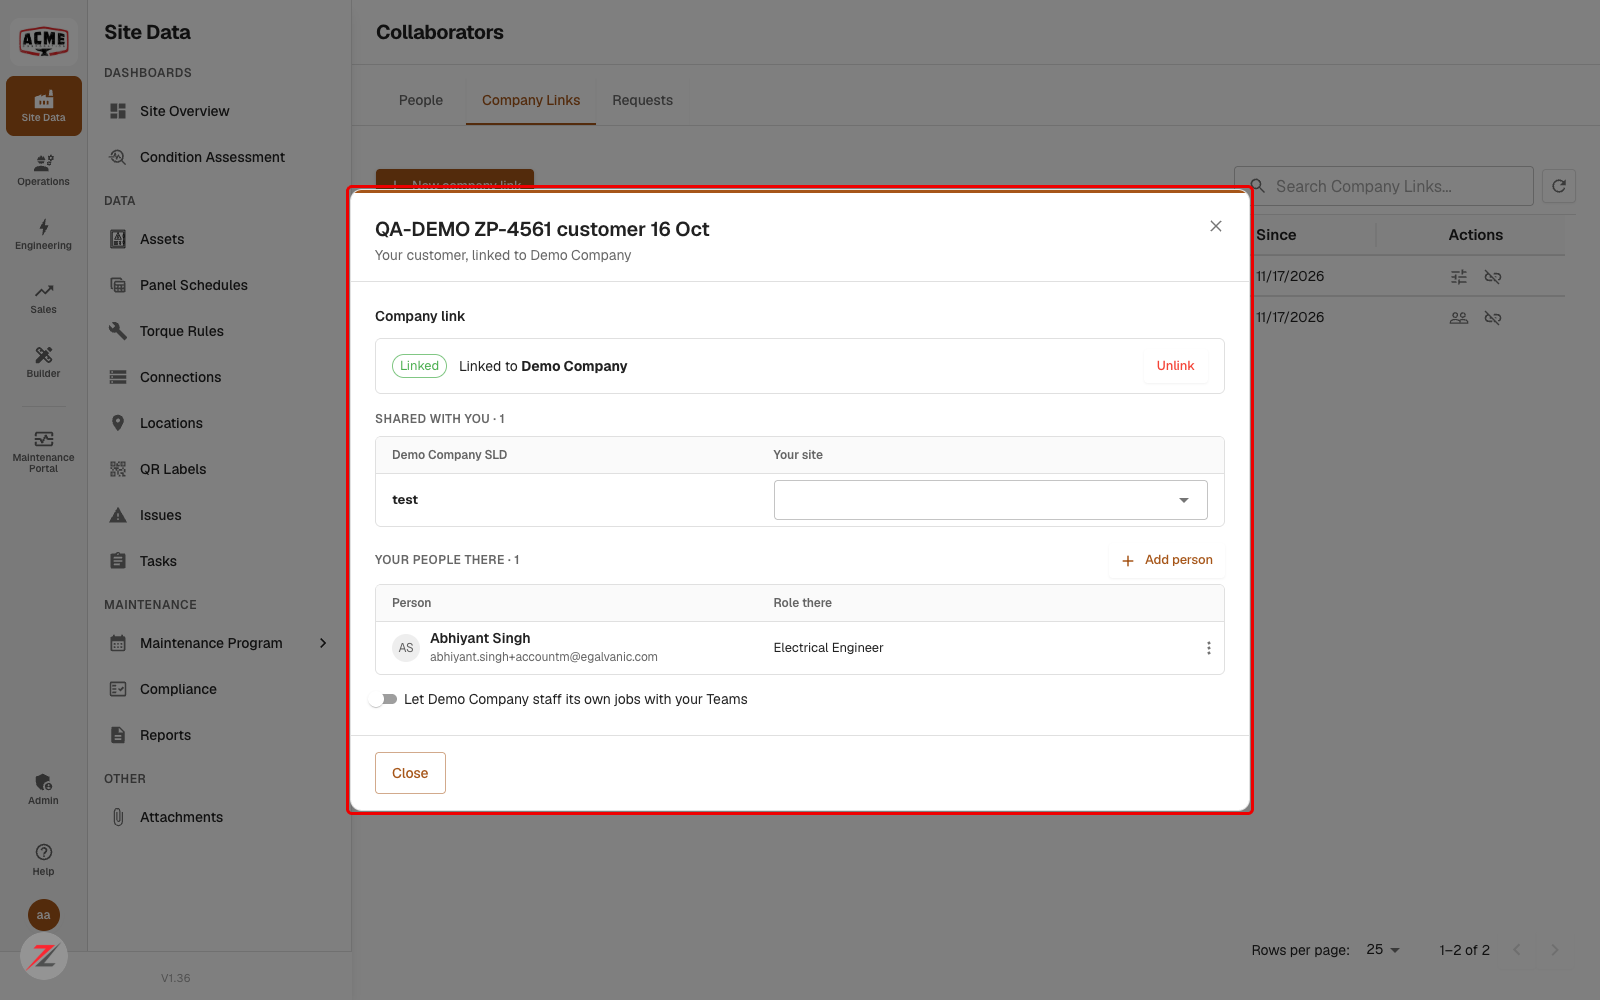 ACME
Site Data
Operations
Engineering
Sales
Builder
Maintenance
Portal
Admin
Help
aa
Site Data
DASHBOARDS
Site Overview
Condition Assessment
DATA
Assets
Panel Schedules
Torque Rules
Connections
Locations
QR Labels
Issues
Tasks
MAINTENANCE
Maintenance Program
Compliance
Reports
OTHER
Attachments
V1.36
Collaborators
People
Company Links
Requests
New company link
Search Company Links...
Since
Actions
11/17/2026
11/17/2026
QA-DEMO ZP-4561 customer 16 Oct
Your customer, linked to Demo Company
Company link
Linked
Linked to Demo Company
Unlink
SHARED WITH YOU · 1
Demo Company SLD
Your site
test
YOUR PEOPLE THERE · 1
Add person
Person
Role there
AS
Abhiyant Singh
abhiyant.singh+accountm@egalvanic.com
Electrical Engineer
Let Demo Company staff its own jobs with your Teams
Close
Rows per page:
25
1–2 of 2